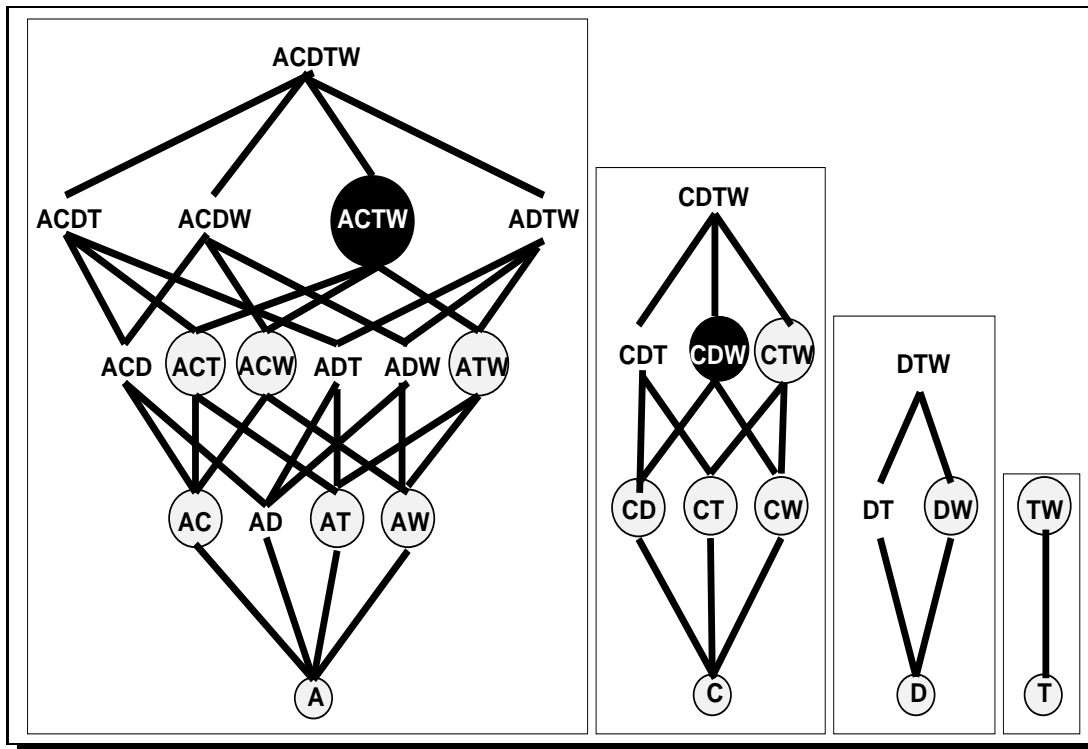 ACDTW
ACDT ACDW ACTW ADTW
ACD ACT ACW ADT ADW ATW
AC AD AT AW
A
CDTW
CDT CDW CTW
CD CT CW
C
DTW
DT DW
D
TW
T